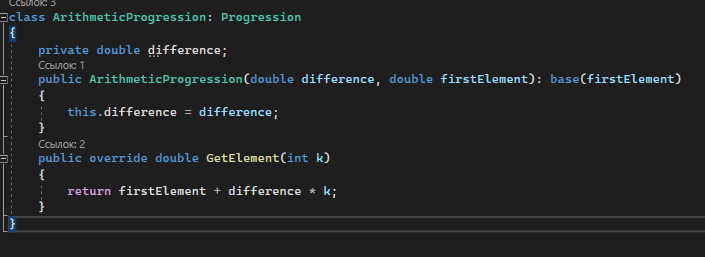 Ссылок: 3
class ArithmeticProgression: Progression
{
private double difference;
Ссылок: 1
public ArithmeticProgression(double difference, double firstElement): base(firstElement)
{
this.difference = difference;
}
Ссылок: 2
public override double GetElement(int k)
{
return firstElement + difference * k;
}
}